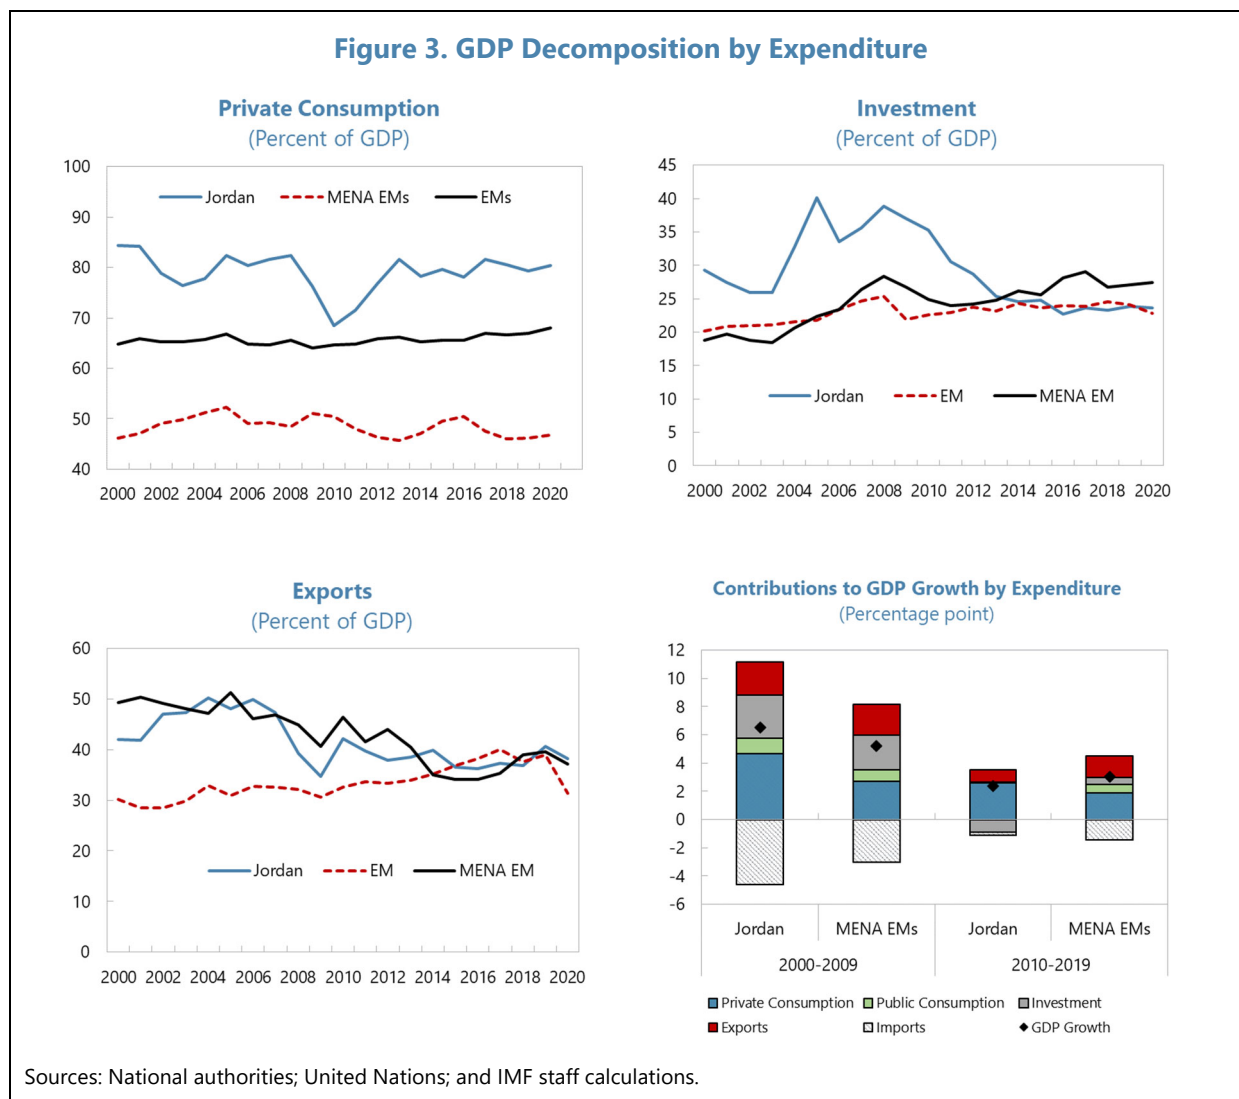 Figure 3. GDP Decomposition by Expenditure
Private Consumption
(Percent of GDP)
100
90
80
70
60
50
40
Jordan MENA EMs EMs
2000 2002 2004 2006 2008 2010 2012 2014 2016 2018 2020
Investment
(Percent of GDP)
45
40
35
30
25
20
15
10
5
0
Jordan EM MENA EM
2000 2002 2004 2006 2008 2010 2012 2014 2016 2018 2020
Exports
(Percent of GDP)
60
50
40
30
20
10
0
Jordan EM MENA EM
2000 2002 2004 2006 2008 2010 2012 2014 2016 2018 2020
Contributions to GDP Growth by Expenditure
(Percentage point)
12
10
8
6
4
2
0
-2
-4
-6
Jordan MENA EMs Jordan MENA EMs
2000-2009 2010-2019
Private Consumption Public Consumption Investment
Exports Imports GDP Growth
Sources: National authorities; United Nations; and IMF staff calculations.